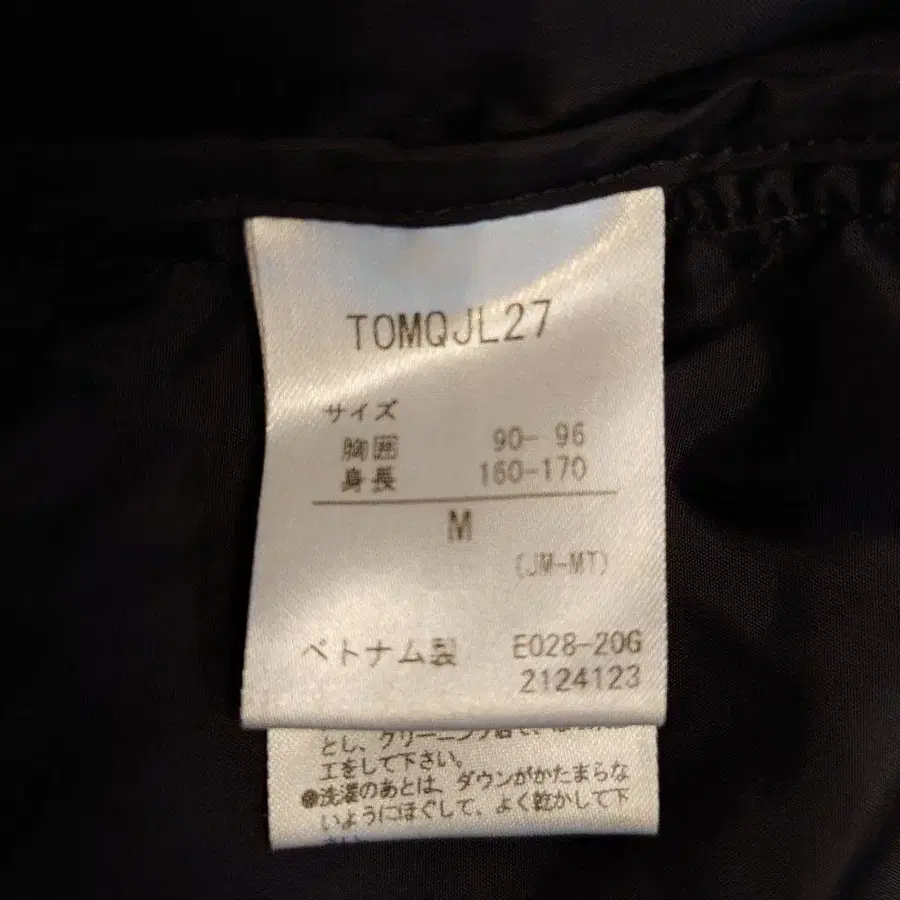 TOMQJL27
サイズ
胸囲 90- 96
身長 160-170
M
(JM-MT)
ベトナム製 E028-20G
2124123
とし、クリーニング
工をして下さい。
●洗濯のあとは、ダウンがかたまらな
いようにほぐして、よく乾かして下